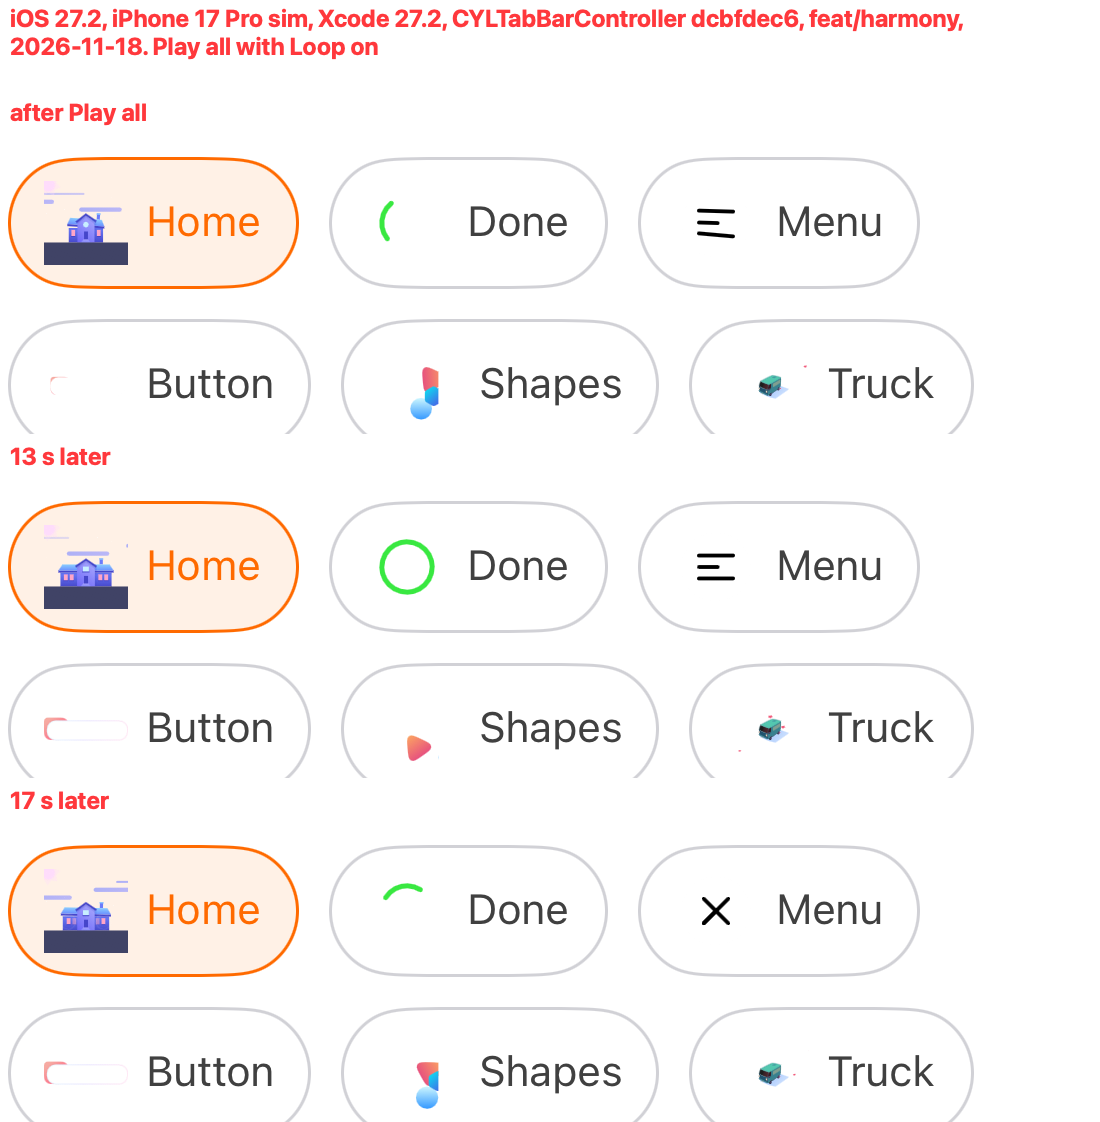 iOS 27.2, iPhone 17 Pro sim, Xcode 27.2, CYLTabBarController dcbfdec6, feat/harmony,
2026-11-18. Play all with Loop on
after Play all
Home Done Menu
Button Shapes Truck
13 s later
Home Done Menu
Button Shapes Truck
17 s later
Home Done Menu
Button Shapes Truck